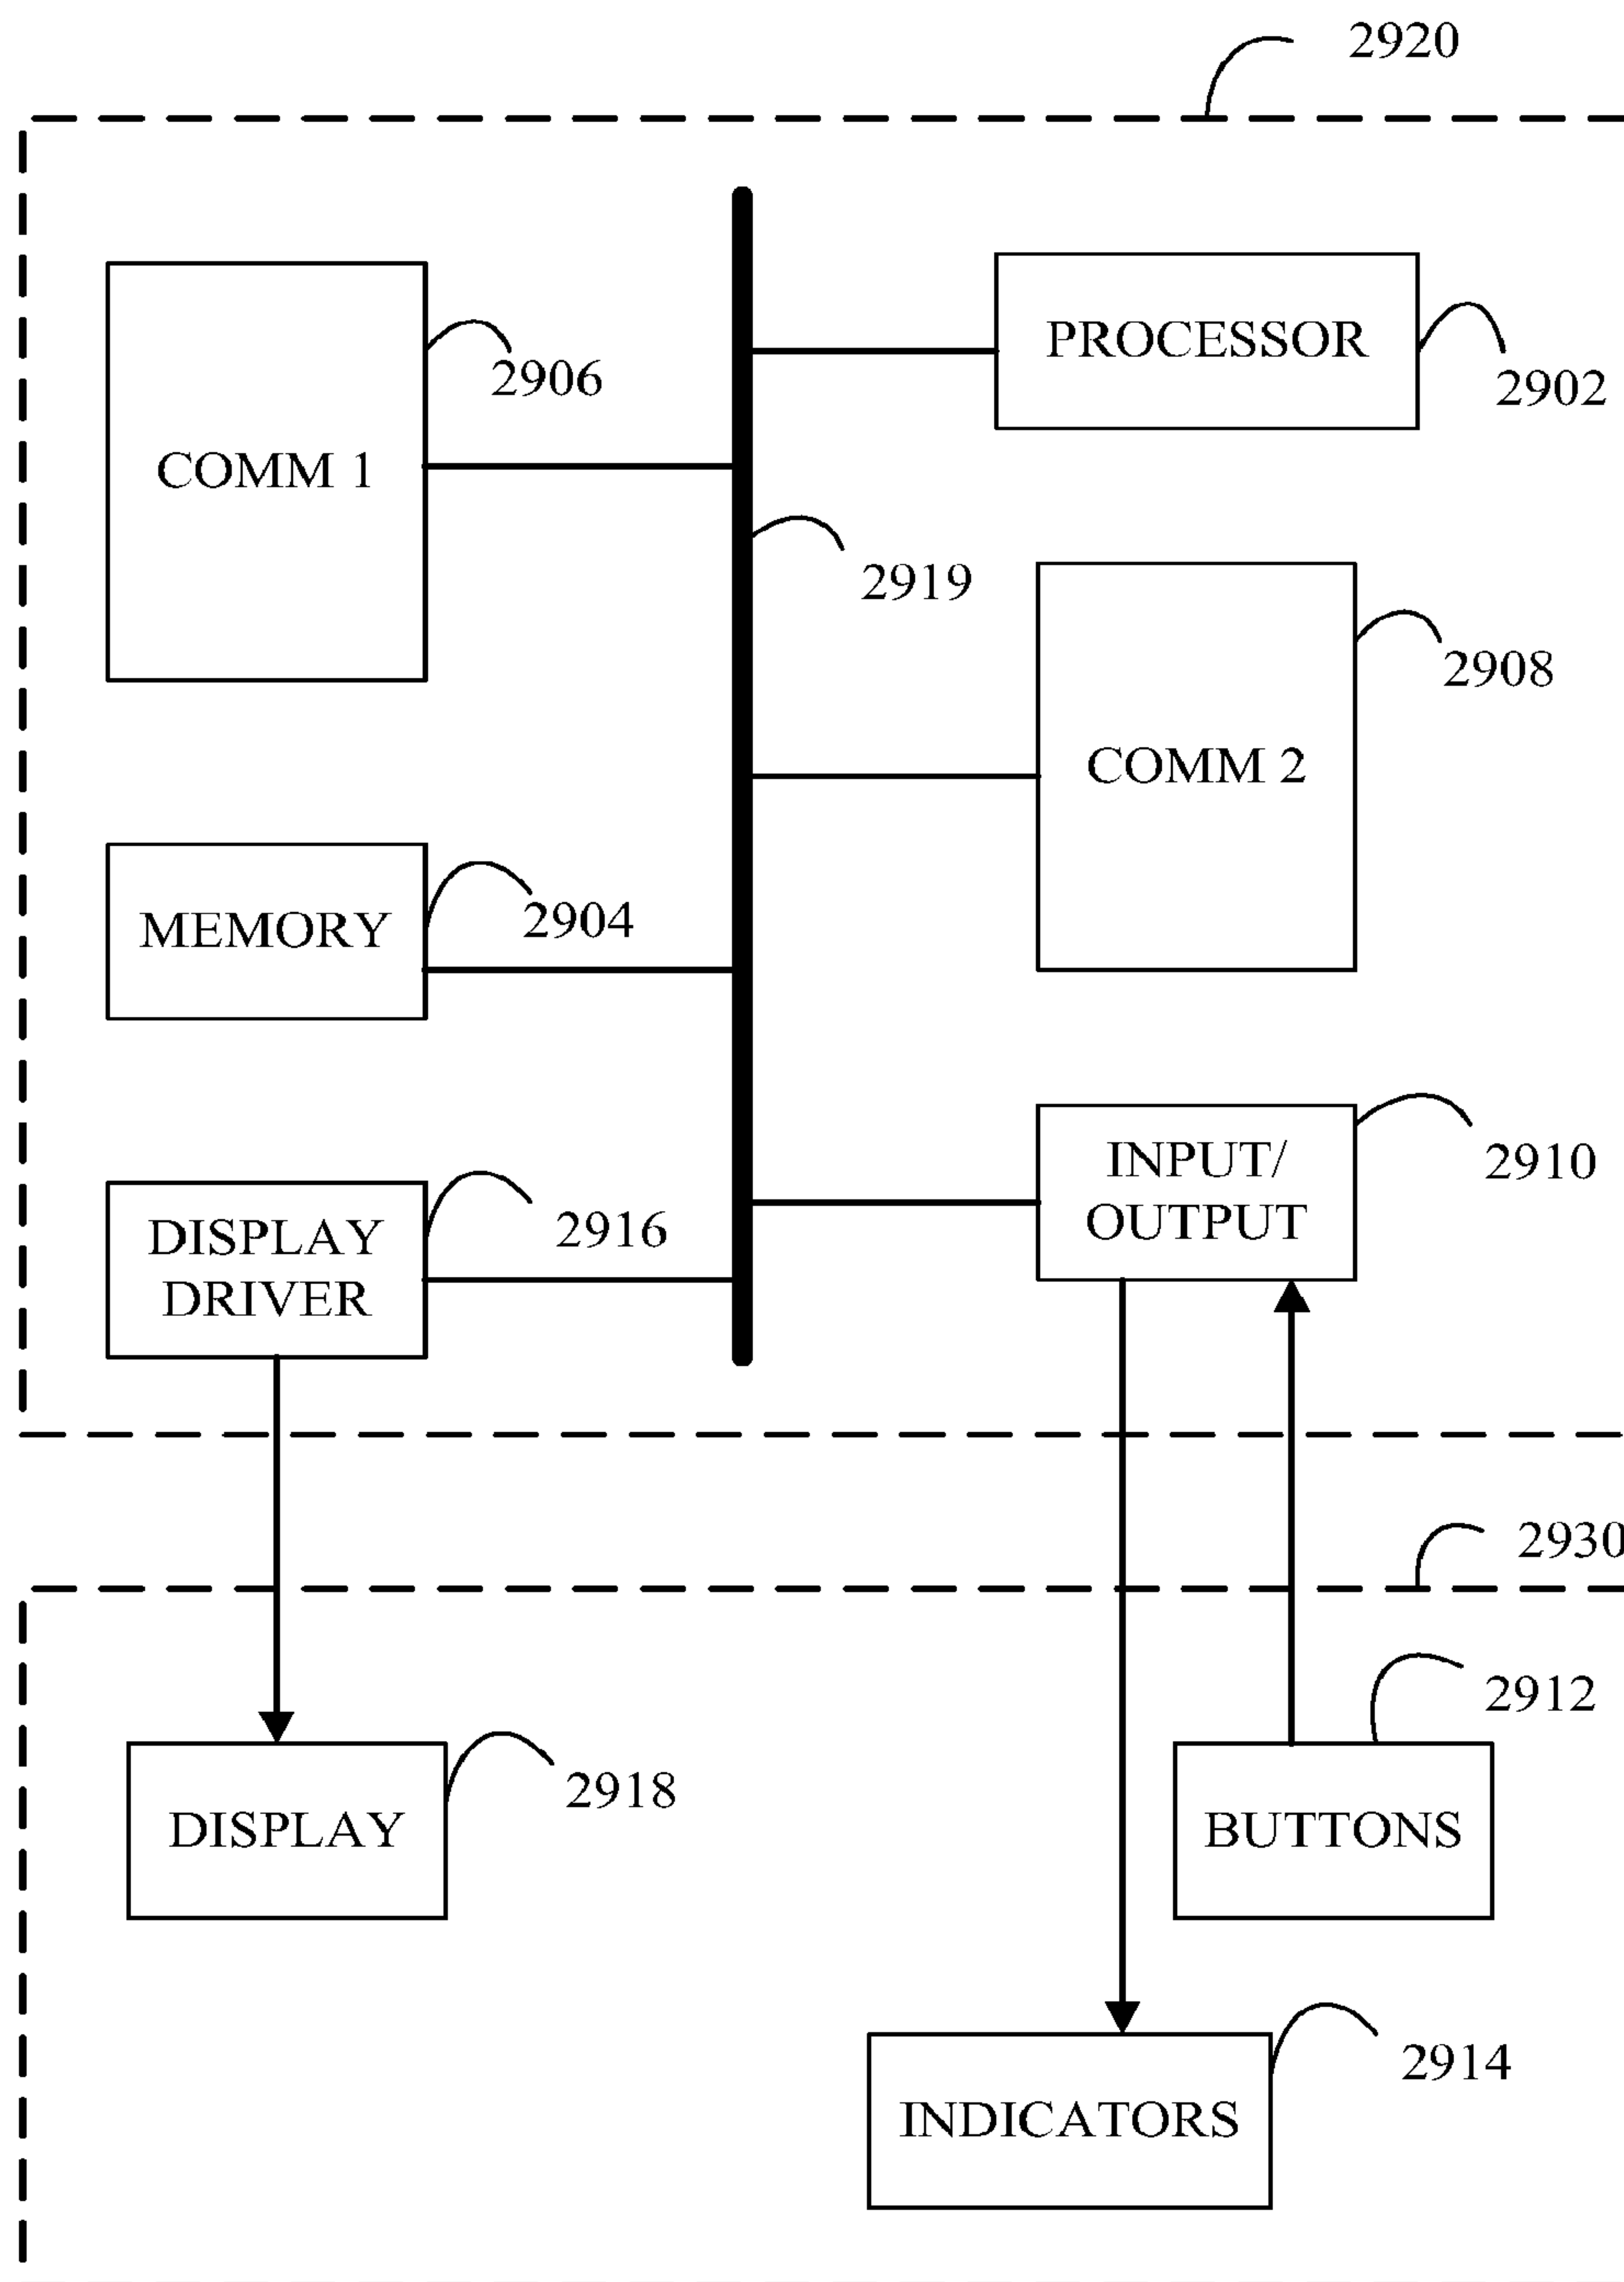 2920
PROCESSOR
2902
2906
COMM 1
2919
2908
COMM 2
MEMORY
2904
INPUT/
OUTPUT
2910
DISPLAY
DRIVER
2916
2930
2912
DISPLAY
2918
BUTTONS
2914
INDICATORS